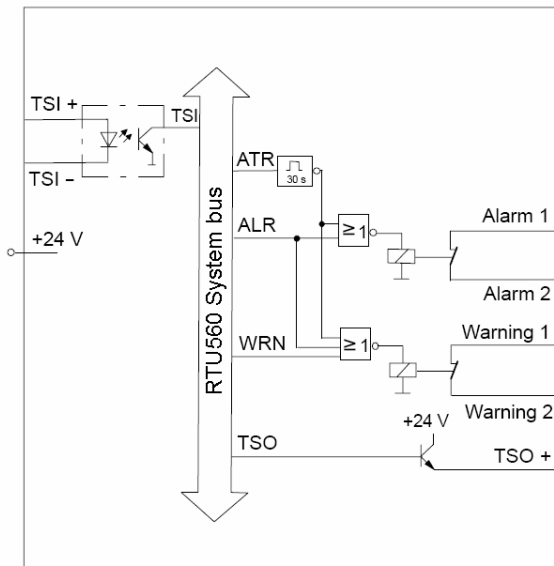 TSI +
TSI
TSI –
+24 V
RTU560 System bus
ATR
30 s
ALR
≥ 1
Alarm 1
Alarm 2
WRN
≥ 1
Warning 1
Warning 2
TSO
+24 V
TSO +